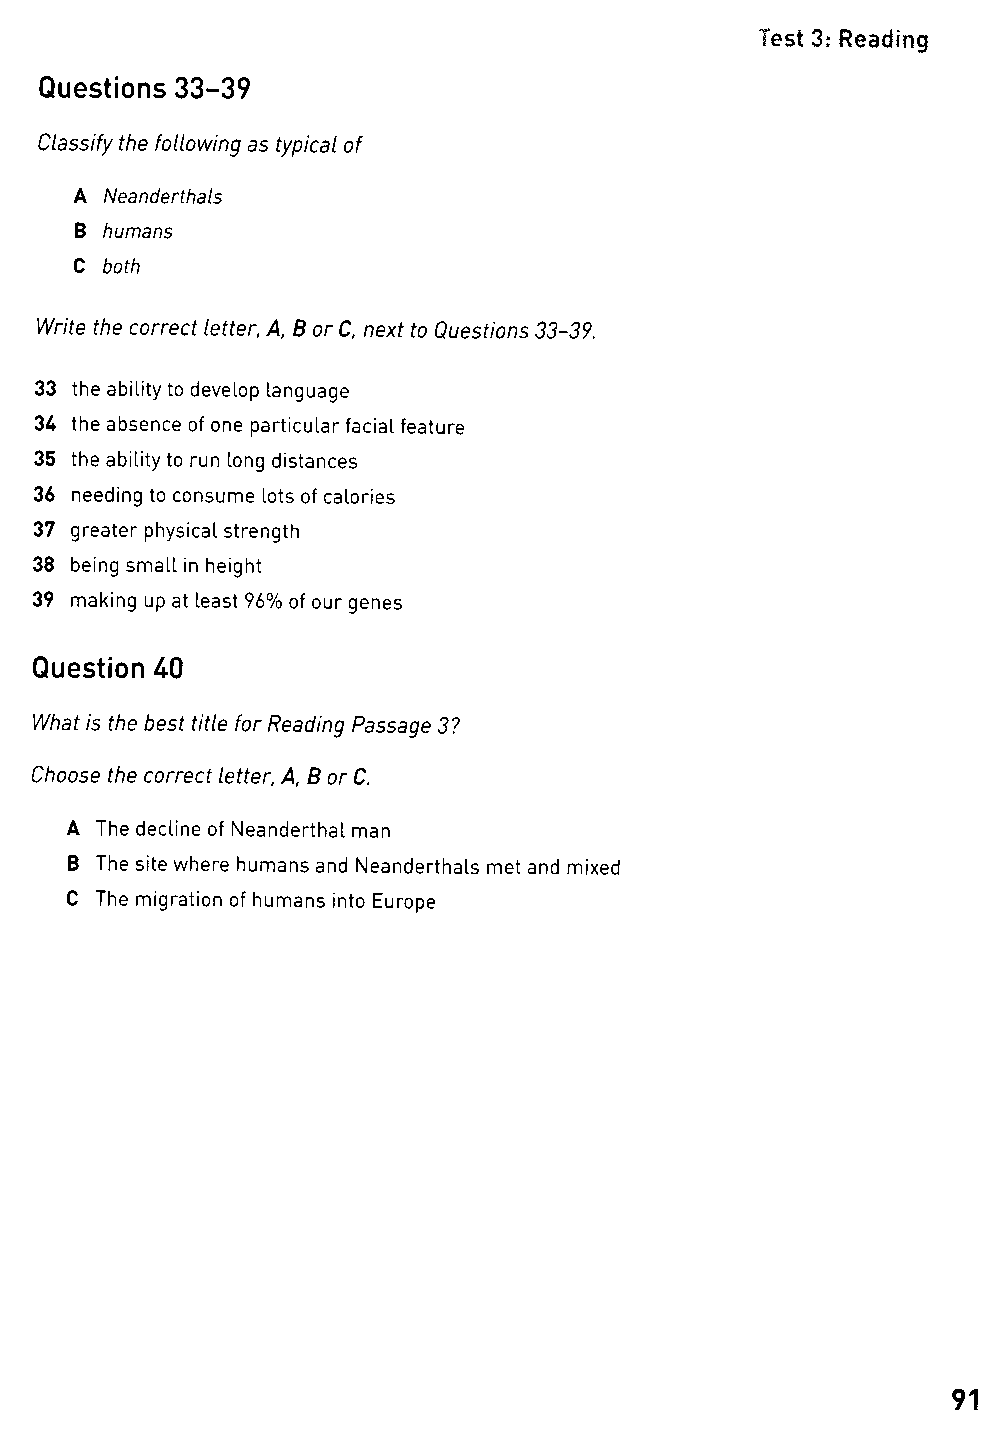 Test 3: Reading
Questions 33–39
Classify the following as typical of
A Neanderthals
B humans
C both
Write the correct letter, A, B or C, next to Questions 33–39.
33 the ability to develop language
34 the absence of one particular facial feature
35 the ability to run long distances
36 needing to consume lots of calories
37 greater physical strength
38 being small in height
39 making up at least 96% of our genes
Question 40
What is the best title for Reading Passage 3?
Choose the correct letter, A, B or C.
A The decline of Neanderthal man
B The site where humans and Neanderthals met and mixed
C The migration of humans into Europe
91